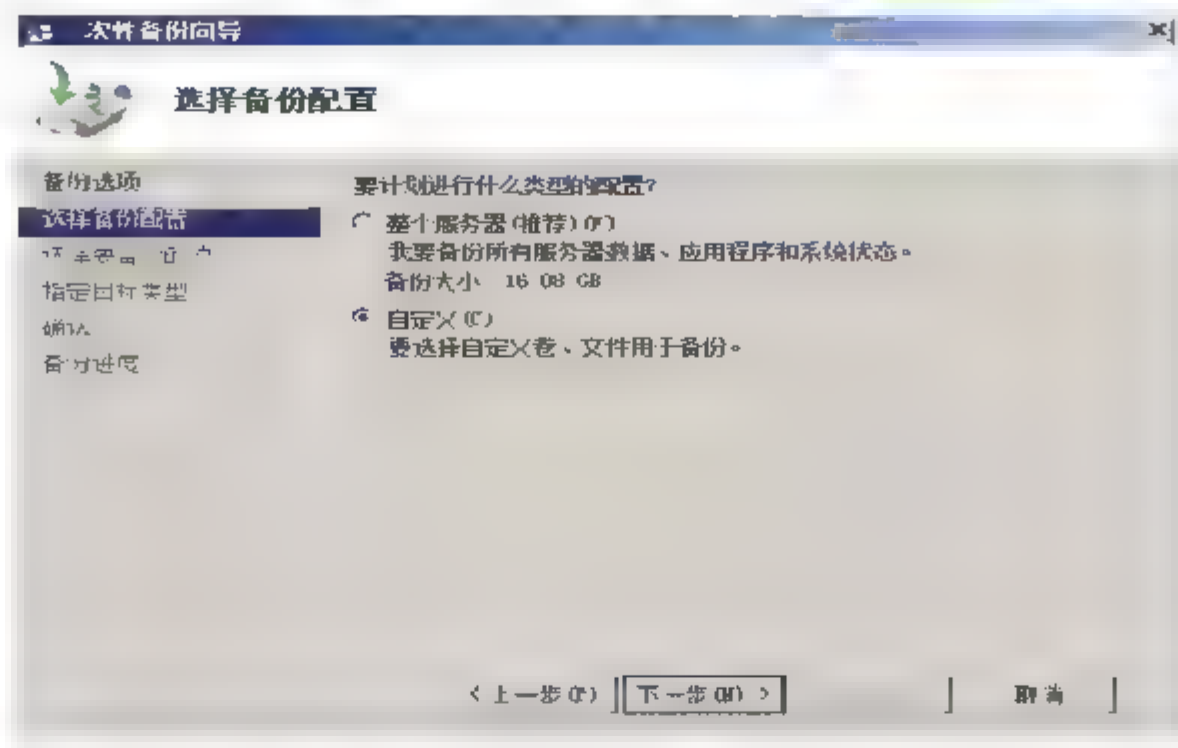 次性备份向导
选择备份配置
备份选项
选择备份配置
指定目标类型
确认
备份进度
要计划进行什么类型的配置?
整个服务器(推荐)(F)
我要备份所有服务器数据、应用程序和系统状态。
备份大小 16.08 GB
自定义(C)
要选择自定义卷、文件用于备份。
< 上一步(P)
下一步(N) >
取消